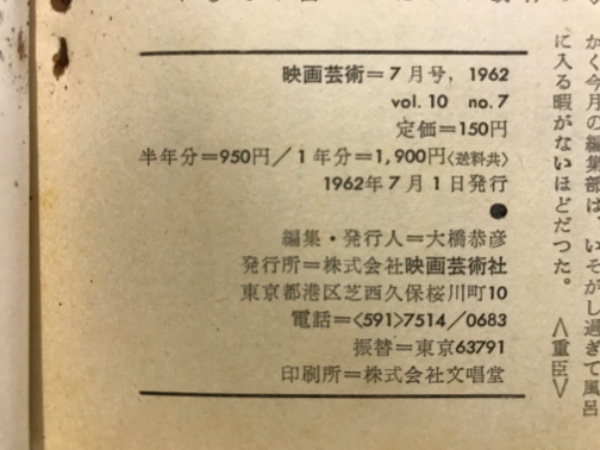 映画芸術＝7月号，1962
vol. 10　no. 7
定価＝150円
半年分＝950円／1年分＝1,900円〈送料共〉
1962年7月1日発行
●
編集・発行人＝大橋恭彦
発行所＝株式会社映画芸術社
東京都港区芝西久保桜川町10
電話＝〈591〉7514／0683
振替＝東京63791
印刷所＝株式会社文唱堂
かく今月の編集部は、いそがし過ぎて風呂
に入る暇がないほどだつた。　〈重臣〉